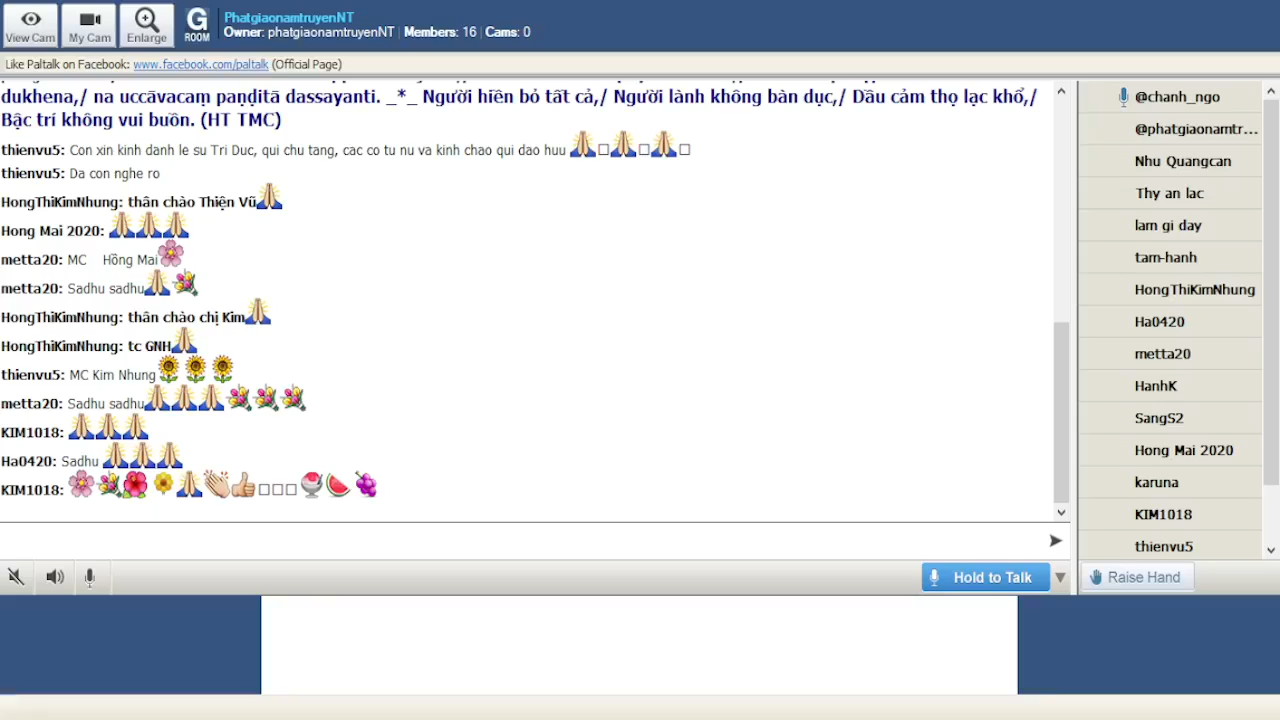 View Cam
My Cam
Enlarge
G
ROOM
PhatgiaonamtruyenNT
Owner: phatgiaonamtruyenNT | Members: 16 | Cams: 0
Like Paltalk on Facebook: www.facebook.com/paltalk (Official Page)
dukhena,/ na uccāvacaṃ paṇḍitā dassayanti. _*_ Người hiền bỏ tất cả,/ Người lành không bàn dục,/ Dầu cảm thọ lạc khổ,/
Bậc trí không vui buồn. (HT TMC)
thienvu5: Con xin kinh danh le su Tri Duc, qui chu tang, cac co tu nu va kinh chao qui dao huu
thienvu5: Da con nghe ro
HongThiKimNhung: thân chào Thiện Vũ
Hong Mai 2020:
metta20: MC Hồng Mai
metta20: Sadhu sadhu
HongThiKimNhung: thân chào chị Kim
HongThiKimNhung: tc GNH
thienvu5: MC Kim Nhung
metta20: Sadhu sadhu
KIM1018:
Ha0420: Sadhu
KIM1018:
@chanh_ngo
@phatgiaonamtr...
Nhu Quangcan
Thy an lac
lam gi day
tam-hanh
HongThiKimNhung
Ha0420
metta20
HanhK
SangS2
Hong Mai 2020
karuna
KIM1018
thienvu5
Hold to Talk
Raise Hand